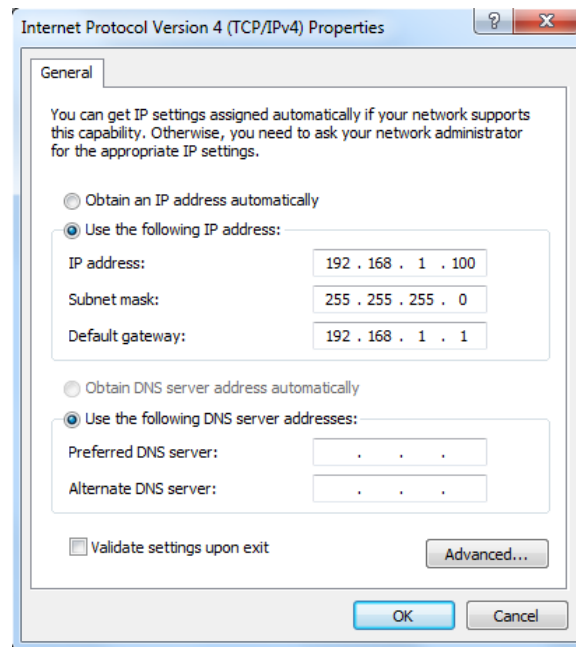 Internet Protocol Version 4 (TCP/IPv4) Properties
General
You can get IP settings assigned automatically if your network supports
this capability. Otherwise, you need to ask your network administrator
for the appropriate IP settings.
Obtain an IP address automatically
Use the following IP address:
IP address: 192 . 168 . 1 . 100
Subnet mask: 255 . 255 . 255 . 0
Default gateway: 192 . 168 . 1 . 1
Obtain DNS server address automatically
Use the following DNS server addresses:
Preferred DNS server: . . .
Alternate DNS server: . . .
Validate settings upon exit
Advanced...
OK Cancel